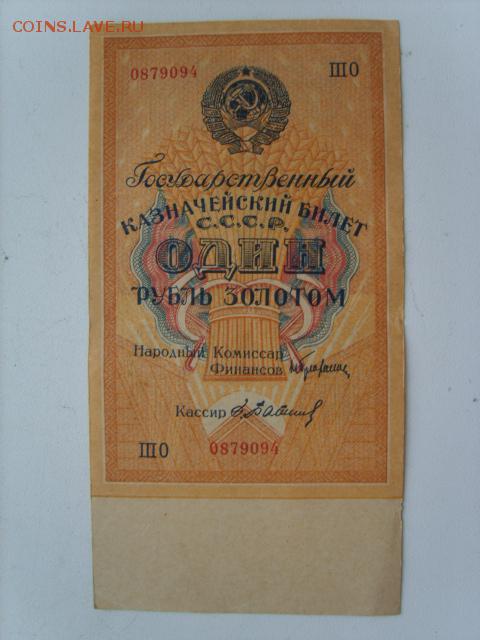 COINS.LAVE.RU
0879094 ШО
Государственный
КАЗНАЧЕЙСКИЙ БИЛЕТ
С.С.С.Р.
ОДИН
РУБЛЬ ЗОЛОТОМ
Народный Комиссар
Финансов
Кассир
ШО 0879094